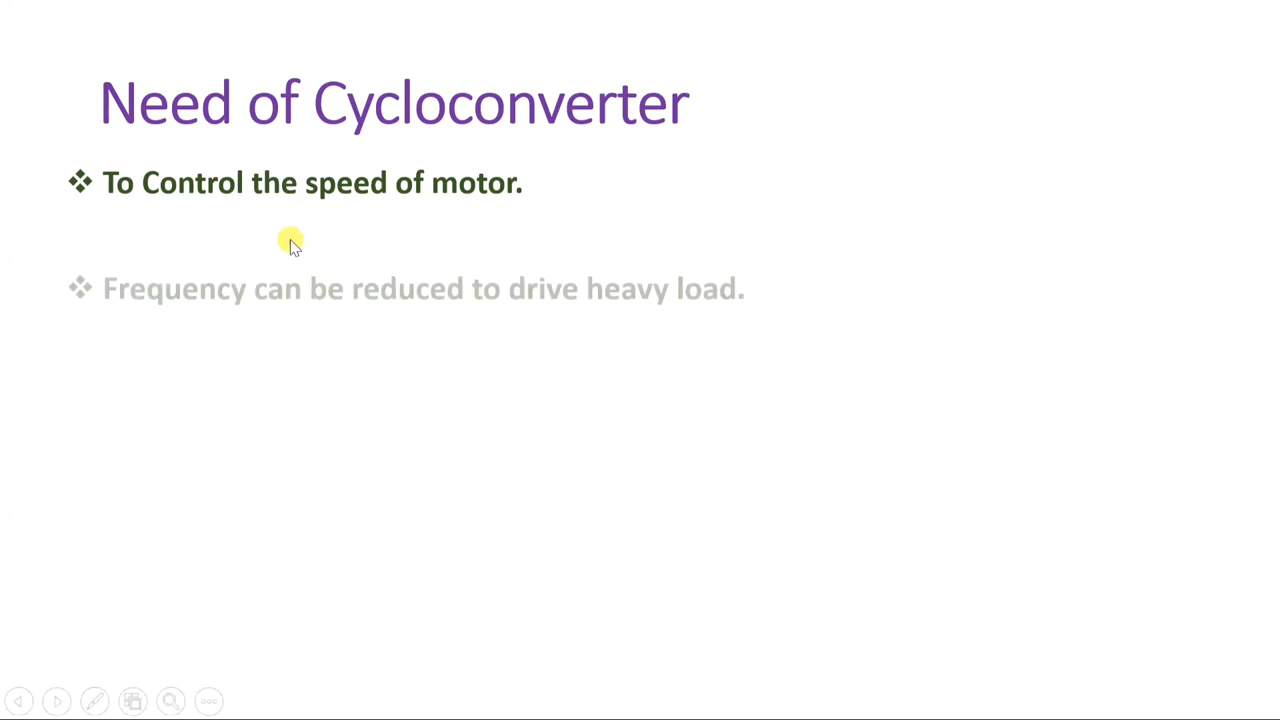 Need of Cycloconverter
❖ To Control the speed of motor.
❖ Frequency can be reduced to drive heavy load.